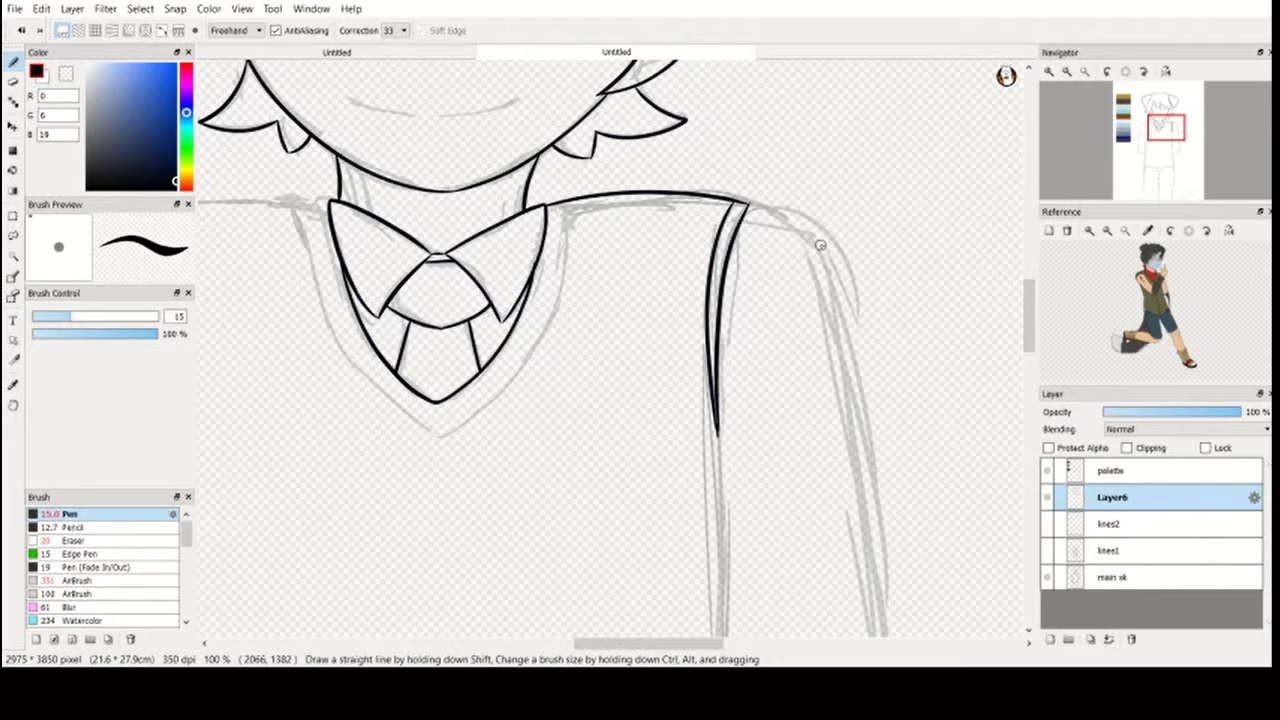 File Edit View Filter Select Snap Color View Tool Window Help
Freehand AntiAliasing Correction 33 Soft Edge
Color
Untitled
Untitled
Navigator
R 0
G 6
B 19
Brush Preview
Reference
Brush Control
15
100 %
Layer
Opacity 100 %
Blending Normal
Protect Alpha Clipping Lock
palette
Layer6
lines2
lines1
main sk
Brush
15.0 Pen
12.7 Pencil
20 Eraser
15 Edge Pen
19 Pen (Fade In/Out)
351 AirBrush
100 AirBrush
61 Blur
234 Watercolor
2975 * 3850 pixel (21.6 * 27.9cm) 350 dpi 100 % ( 2066, 1382 ) Draw a straight line by holding down Shift, Change a brush size by holding down Ctrl, Alt, and dragging